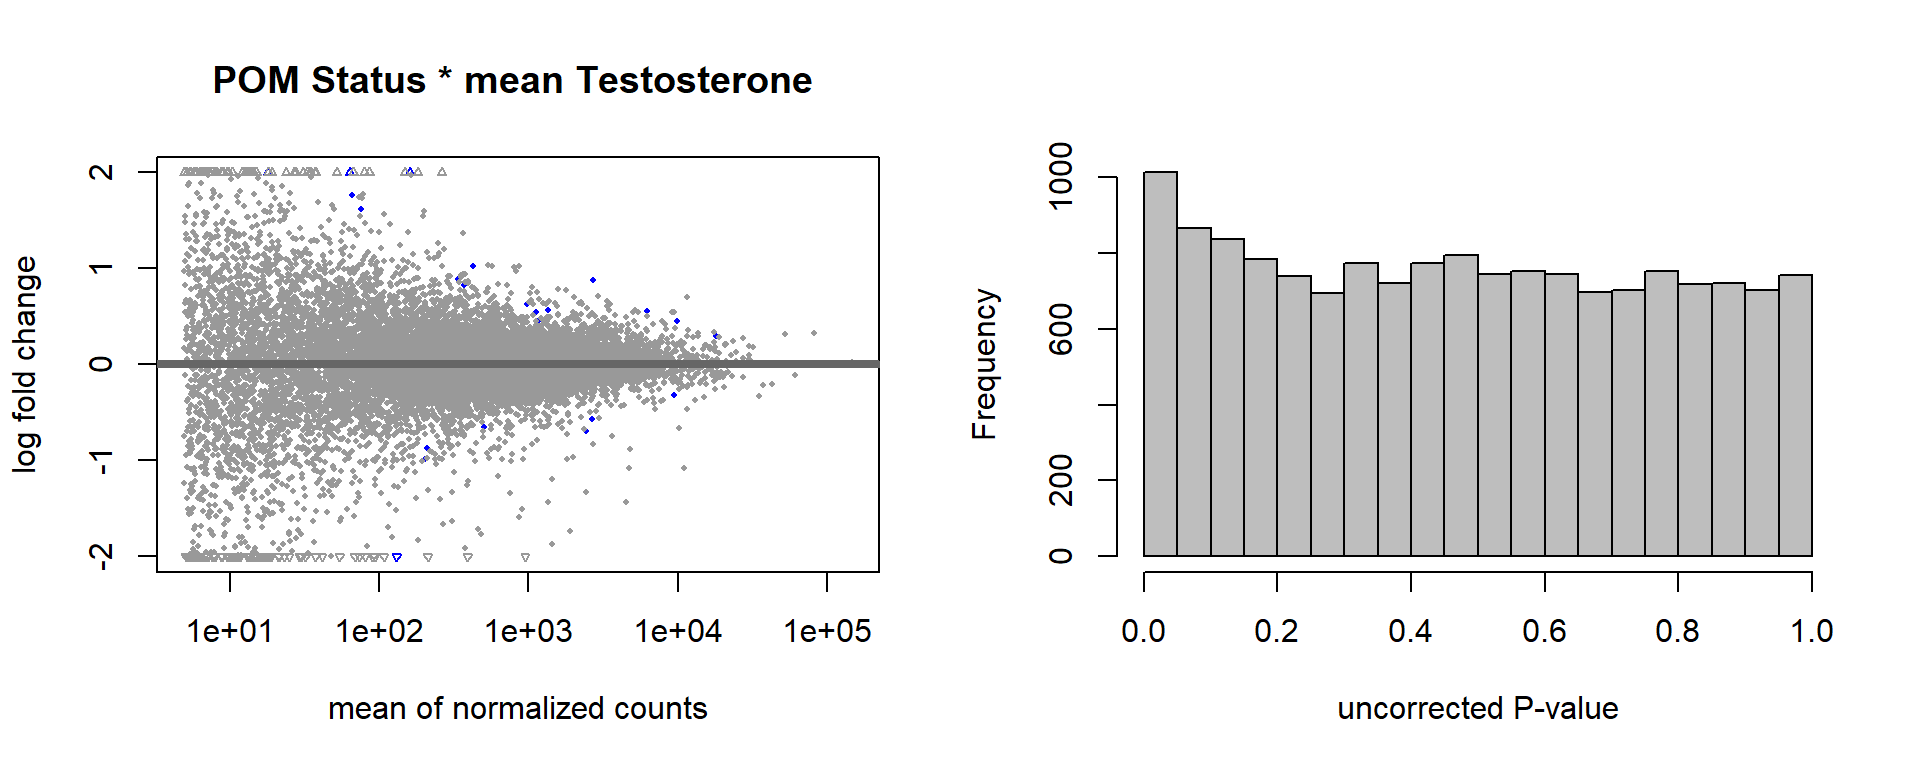 POM Status * mean Testosterone
log fold change
2
1
0
-1
-2
1e+01 1e+02 1e+03 1e+04 1e+05
mean of normalized counts
Frequency
1000
600
200
0
0.0 0.2 0.4 0.6 0.8 1.0
uncorrected P-value